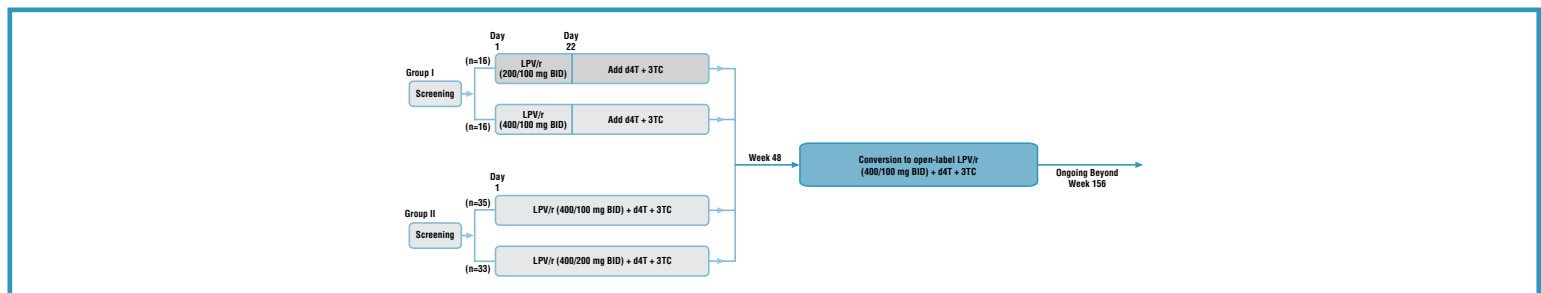 Day
1
Day
22
(n=16)
LPV/r
(200/100 mg BID)
Add d4T + 3TC
Group I
Screening
(n=16)
LPV/r
(400/100 mg BID)
Add d4T + 3TC
Week 48
Conversion to open-label LPV/r
(400/100 mg BID) + d4T + 3TC
Ongoing Beyond
Week 156
Day
1
(n=35)
LPV/r (400/100 mg BID) + d4T + 3TC
Group II
Screening
(n=33)
LPV/r (400/200 mg BID) + d4T + 3TC